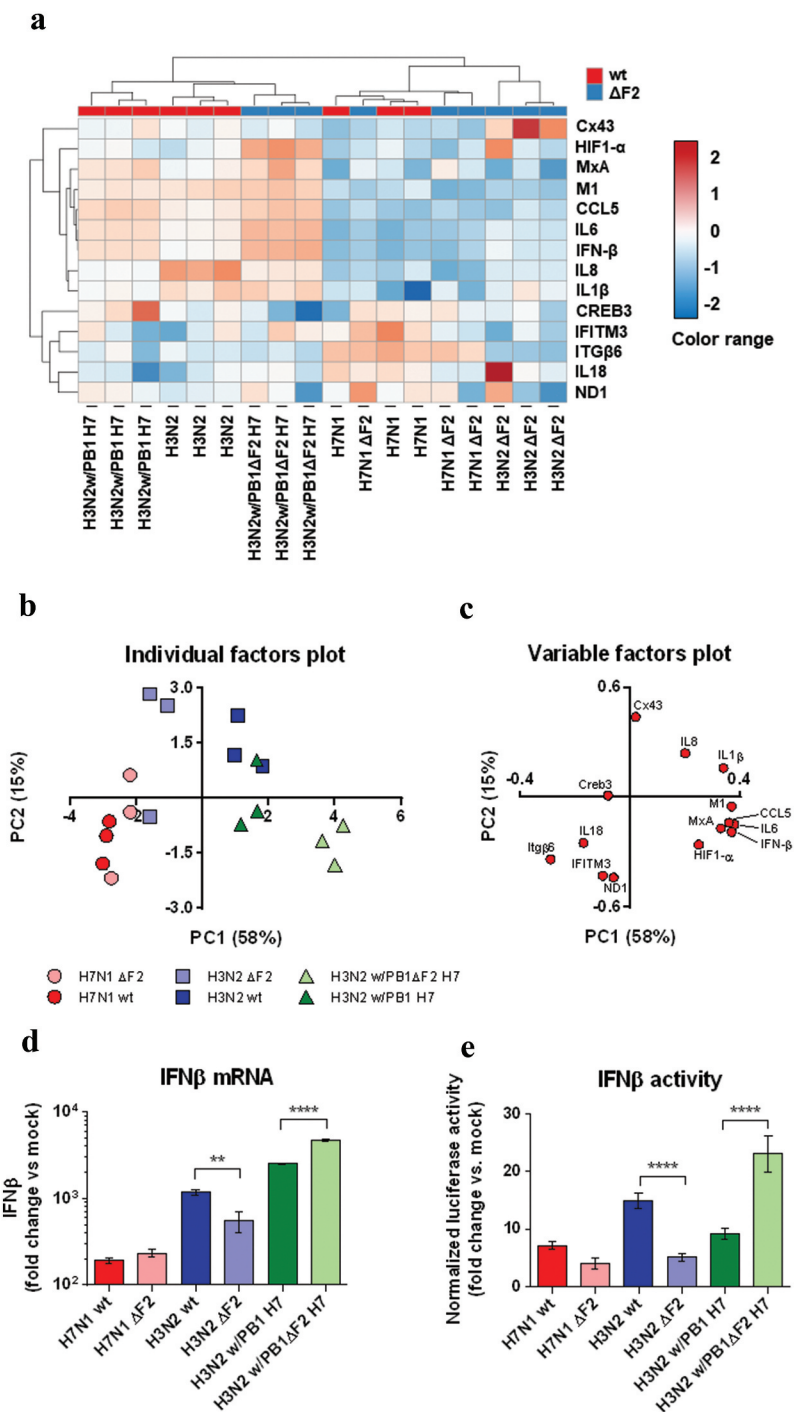 a
wt
ΔF2
Cx43
HIF1-α
MxA
M1
CCL5
IL6
IFN-β
IL8
IL1β
CREB3
IFITM3
ITGβ6
IL18
ND1
2
1
0
-1
-2
Color range
H3N2w/PB1 H7
H3N2w/PB1 H7
H3N2w/PB1 H7
H3N2
H3N2
H3N2
H3N2w/PB1ΔF2 H7
H3N2w/PB1ΔF2 H7
H3N2w/PB1ΔF2 H7
H7N1
H7N1 ΔF2
H7N1
H7N1
H7N1 ΔF2
H7N1 ΔF2
H3N2 ΔF2
H3N2 ΔF2
H3N2 ΔF2
b
Individual factors plot
3.0
1.5
-4
-2
2
4
6
-1.5
-3.0
PC2 (15%)
PC1 (58%)
c
Variable factors plot
0.6
Cx43
IL8
IL1β
-0.4
0.4
Creb3
M1
CCL5
MxA
IL6
IFN-β
HIF1-α
IL18
Itgβ6
IFITM3
ND1
-0.6
PC2 (15%)
PC1 (58%)
H7N1 ΔF2
H3N2 ΔF2
H3N2 w/PB1ΔF2 H7
H7N1 wt
H3N2 wt
H3N2 w/PB1 H7
d
IFNβ mRNA
IFNβ
(fold change vs mock)
10⁴
10³
10²
**
****
H7N1 wt
H7N1 ΔF2
H3N2 wt
H3N2 ΔF2
H3N2 w/PB1 H7
H3N2 w/PB1ΔF2 H7
e
IFNβ activity
Normalized luciferase activity
(fold change vs. mock)
30
20
10
0
****
****
H7N1 wt
H7N1 ΔF2
H3N2 wt
H3N2 ΔF2
H3N2 w/PB1 H7
H3N2 w/PB1ΔF2 H7